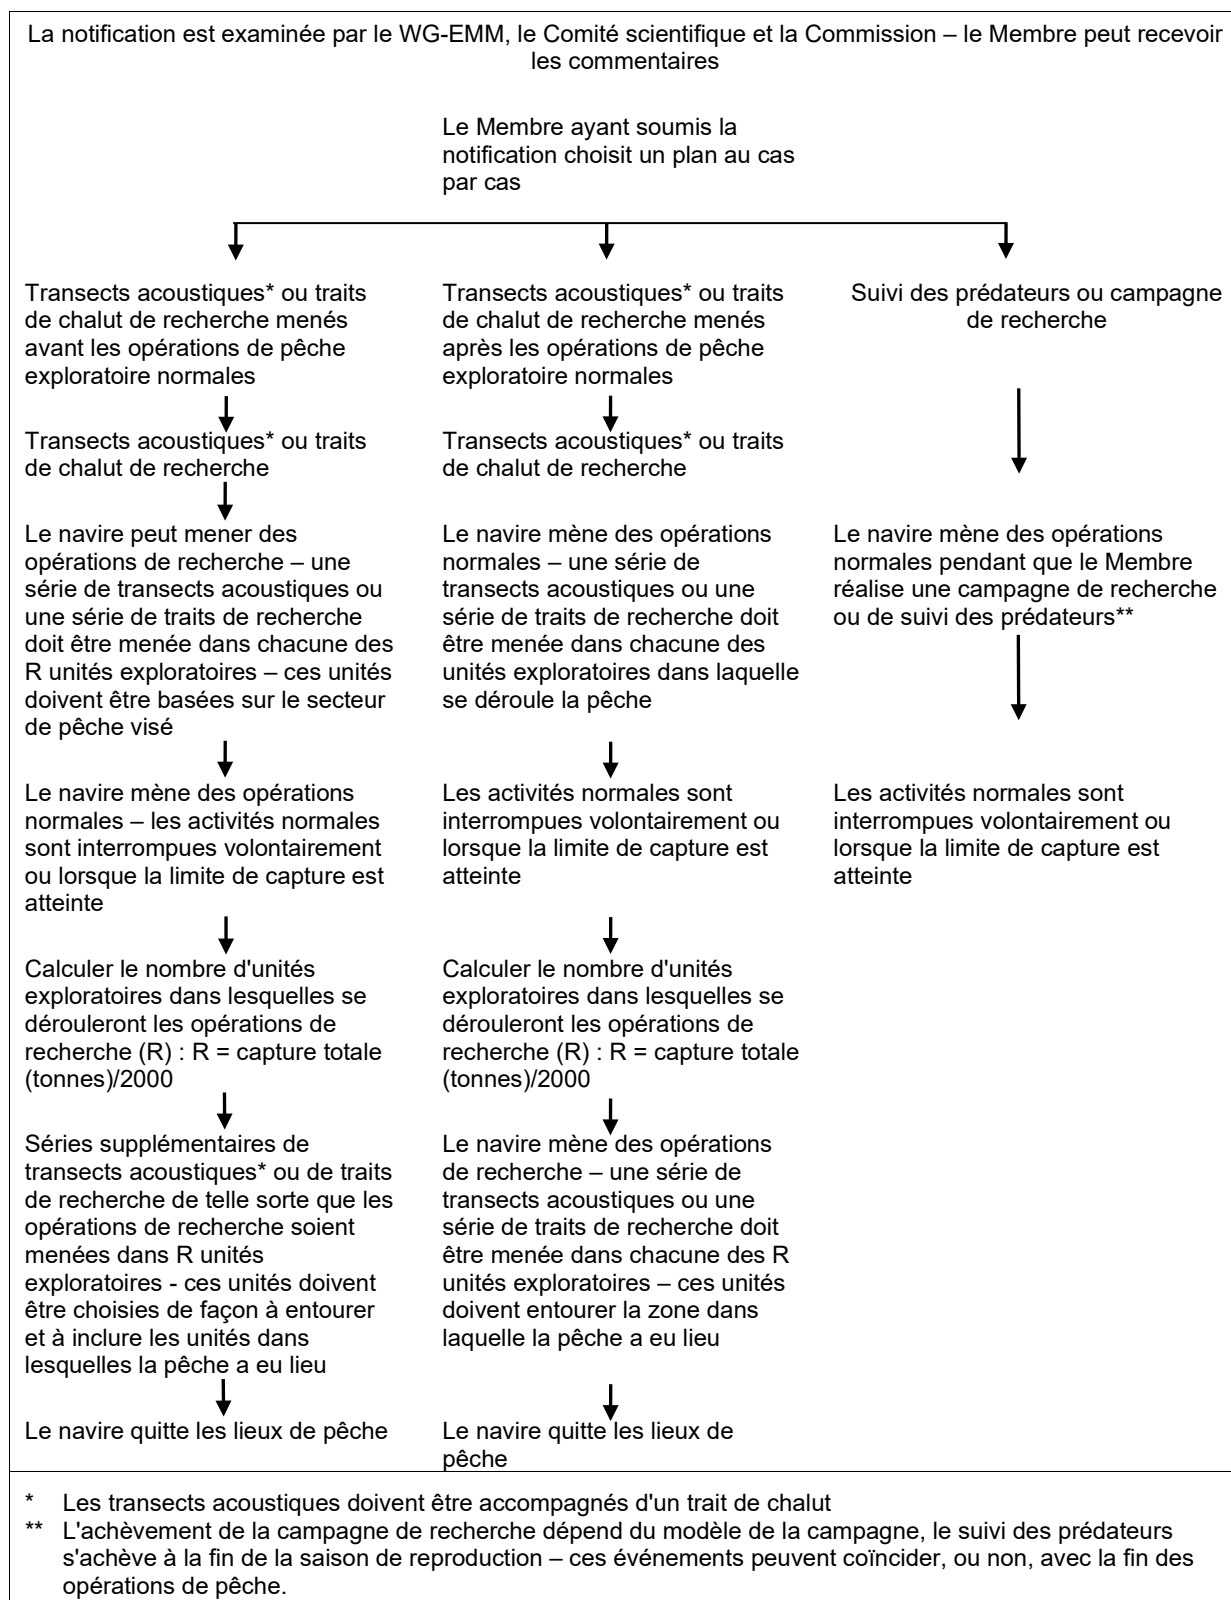 La notification est examinée par le WG-EMM, le Comité scientifique et la Commission – le Membre peut recevoir
les commentaires
Le Membre ayant soumis la
notification choisit un plan au cas
par cas
Transects acoustiques* ou traits
de chalut de recherche menés
avant les opérations de pêche
exploratoire normales
Transects acoustiques* ou traits
de chalut de recherche
Le navire peut mener des
opérations de recherche – une
série de transects acoustiques ou
une série de traits de recherche
doit être menée dans chacune des
R unités exploratoires – ces unités
doivent être basées sur le secteur
de pêche visé
Le navire mène des opérations
normales – les activités normales
sont interrompues volontairement
ou lorsque la limite de capture est
atteinte
Calculer le nombre d'unités
exploratoires dans lesquelles se
dérouleront les opérations de
recherche (R) : R = capture totale
(tonnes)/2000
Séries supplémentaires de
transects acoustiques* ou de traits
de recherche de telle sorte que les
opérations de recherche soient
menées dans R unités
exploratoires - ces unités doivent
être choisies de façon à entourer
et à inclure les unités dans
lesquelles la pêche a eu lieu
Le navire quitte les lieux de pêche
Transects acoustiques* ou traits
de chalut de recherche menés
après les opérations de pêche
exploratoire normales
Transects acoustiques* ou traits
de chalut de recherche
Le navire mène des opérations
normales – une série de
transects acoustiques ou une
série de traits de recherche doit
être menée dans chacune des
unités exploratoires dans laquelle
se déroule la pêche
Les activités normales sont
interrompues volontairement ou
lorsque la limite de capture est
atteinte
Calculer le nombre d'unités
exploratoires dans lesquelles se
dérouleront les opérations de
recherche (R) : R = capture totale
(tonnes)/2000
Le navire mène des opérations
de recherche – une série de
transects acoustiques ou une
série de traits de recherche doit
être menée dans chacune des R
unités exploratoires – ces unités
doivent entourer la zone dans
laquelle la pêche a eu lieu
Le navire quitte les lieux de
pêche
Suivi des prédateurs ou campagne
de recherche
Le navire mène des opérations
normales pendant que le Membre
réalise une campagne de recherche
ou de suivi des prédateurs**
Les activités normales sont
interrompues volontairement ou
lorsque la limite de capture est
atteinte
* Les transects acoustiques doivent être accompagnés d'un trait de chalut
** L'achèvement de la campagne de recherche dépend du modèle de la campagne, le suivi des prédateurs
s'achève à la fin de la saison de reproduction – ces événements peuvent coïncider, ou non, avec la fin des
opérations de pêche.